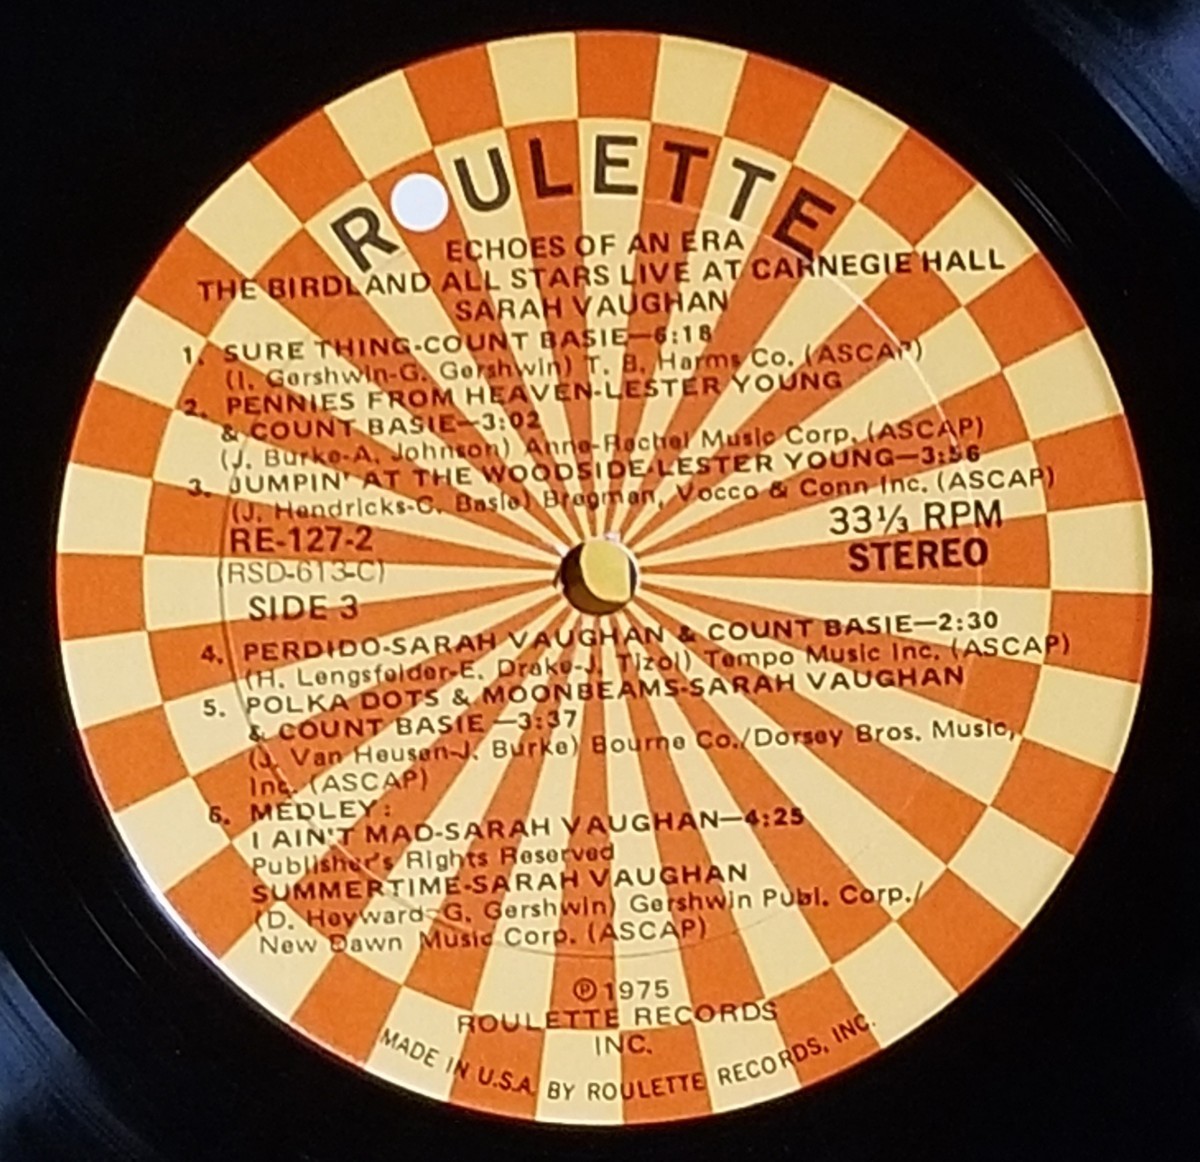 ROULETTE
ECHOES OF AN ERA
THE BIRDLAND ALL STARS LIVE AT CARNEGIE HALL
SARAH VAUGHAN
1. SURE THING-COUNT BASIE—6:18
(I. Gershwin-G. Gershwin) T. B. Harms Co. (ASCAP)
2. PENNIES FROM HEAVEN-LESTER YOUNG
& COUNT BASIE—3:02
(J. Burke-A. Johnson) Anne-Rachel Music Corp. (ASCAP)
3. JUMPIN' AT THE WOODSIDE-LESTER YOUNG—3:56
(J. Hendricks-C. Basie) Bregman, Vocco & Conn Inc. (ASCAP)
RE-127-2
33⅓ RPM
(RSD-613-C)
STEREO
SIDE 3
4. PERDIDO-SARAH VAUGHAN & COUNT BASIE—2:30
(H. Lengsfelder-E. Drake-J. Tizol) Tempo Music Inc. (ASCAP)
5. POLKA DOTS & MOONBEAMS-SARAH VAUGHAN
& COUNT BASIE—3:37
(J. Van Heusen-J. Burke) Bourne Co./Dorsey Bros. Music,
Inc. (ASCAP)
6. MEDLEY:
I AIN'T MAD-SARAH VAUGHAN—4:25
Publisher's Rights Reserved
SUMMERTIME-SARAH VAUGHAN
(D. Heyward-G. Gershwin) Gershwin Publ. Corp./
New Dawn Music Corp. (ASCAP)
℗1975
ROULETTE RECORDS
INC.
MADE IN U.S.A. BY ROULETTE RECORDS, INC.